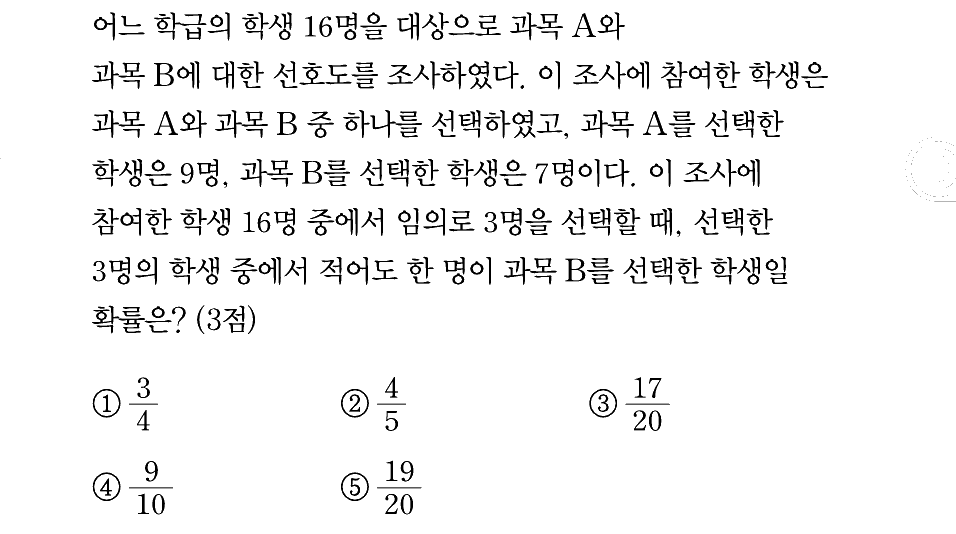 어느 학급의 학생 16명을 대상으로 과목 A와
과목 B에 대한 선호도를 조사하였다. 이 조사에 참여한 학생은
과목 A와 과목 B 중 하나를 선택하였고, 과목 A를 선택한
학생은 9명, 과목 B를 선택한 학생은 7명이다. 이 조사에
참여한 학생 16명 중에서 임의로 3명을 선택할 때, 선택한
3명의 학생 중에서 적어도 한 명이 과목 B를 선택한 학생일
확률은? (3점)
① 3/4 ② 4/5 ③ 17/20
④ 9/10 ⑤ 19/20